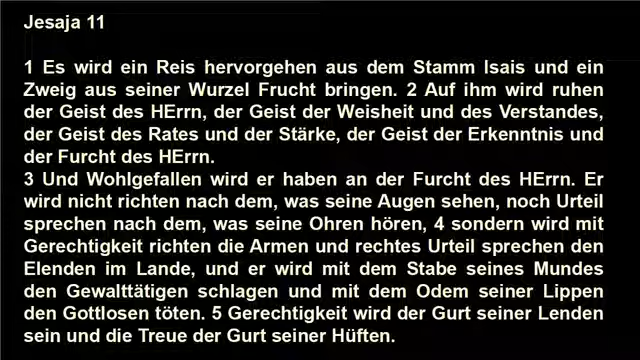 Jesaja 11
1 Es wird ein Reis hervorgehen aus dem Stamm Isais und ein
Zweig aus seiner Wurzel Frucht bringen. 2 Auf ihm wird ruhen
der Geist des HErrn, der Geist der Weisheit und des Verstandes,
der Geist des Rates und der Stärke, der Geist der Erkenntnis und
der Furcht des HErrn.
3 Und Wohlgefallen wird er haben an der Furcht des HErrn. Er
wird nicht richten nach dem, was seine Augen sehen, noch Urteil
sprechen nach dem, was seine Ohren hören, 4 sondern wird mit
Gerechtigkeit richten die Armen und rechtes Urteil sprechen den
Elenden im Lande, und er wird mit dem Stabe seines Mundes
den Gewalttätigen schlagen und mit dem Odem seiner Lippen
den Gottlosen töten. 5 Gerechtigkeit wird der Gurt seiner Lenden
sein und die Treue der Gurt seiner Hüften.